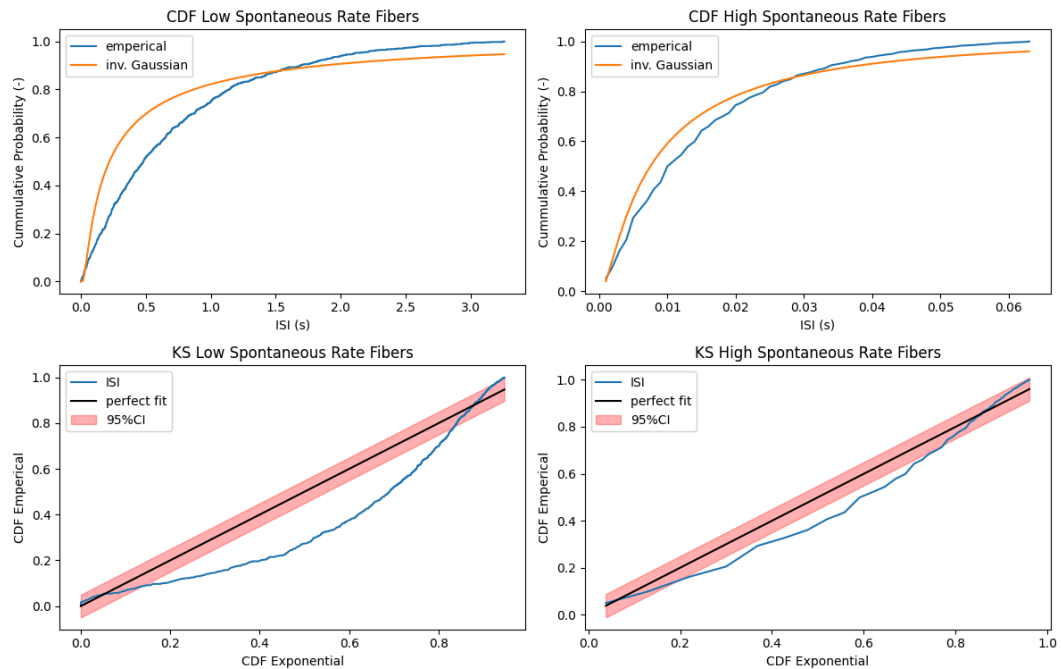 CDF Low Spontaneous Rate Fibers
emperical
inv. Gaussian
Cummulative Probability (-)
1.0
0.8
0.6
0.4
0.2
0.0
0.0 0.5 1.0 1.5 2.0 2.5 3.0
ISI (s)
CDF High Spontaneous Rate Fibers
emperical
inv. Gaussian
Cummulative Probability (-)
1.0
0.8
0.6
0.4
0.2
0.0
0.00 0.01 0.02 0.03 0.04 0.05 0.06
ISI (s)
KS Low Spontaneous Rate Fibers
ISI
perfect fit
95%CI
CDF Emperical
1.0
0.8
0.6
0.4
0.2
0.0
0.0 0.2 0.4 0.6 0.8
CDF Exponential
KS High Spontaneous Rate Fibers
ISI
perfect fit
95%CI
CDF Emperical
1.0
0.8
0.6
0.4
0.2
0.0
0.0 0.2 0.4 0.6 0.8 1.0
CDF Exponential